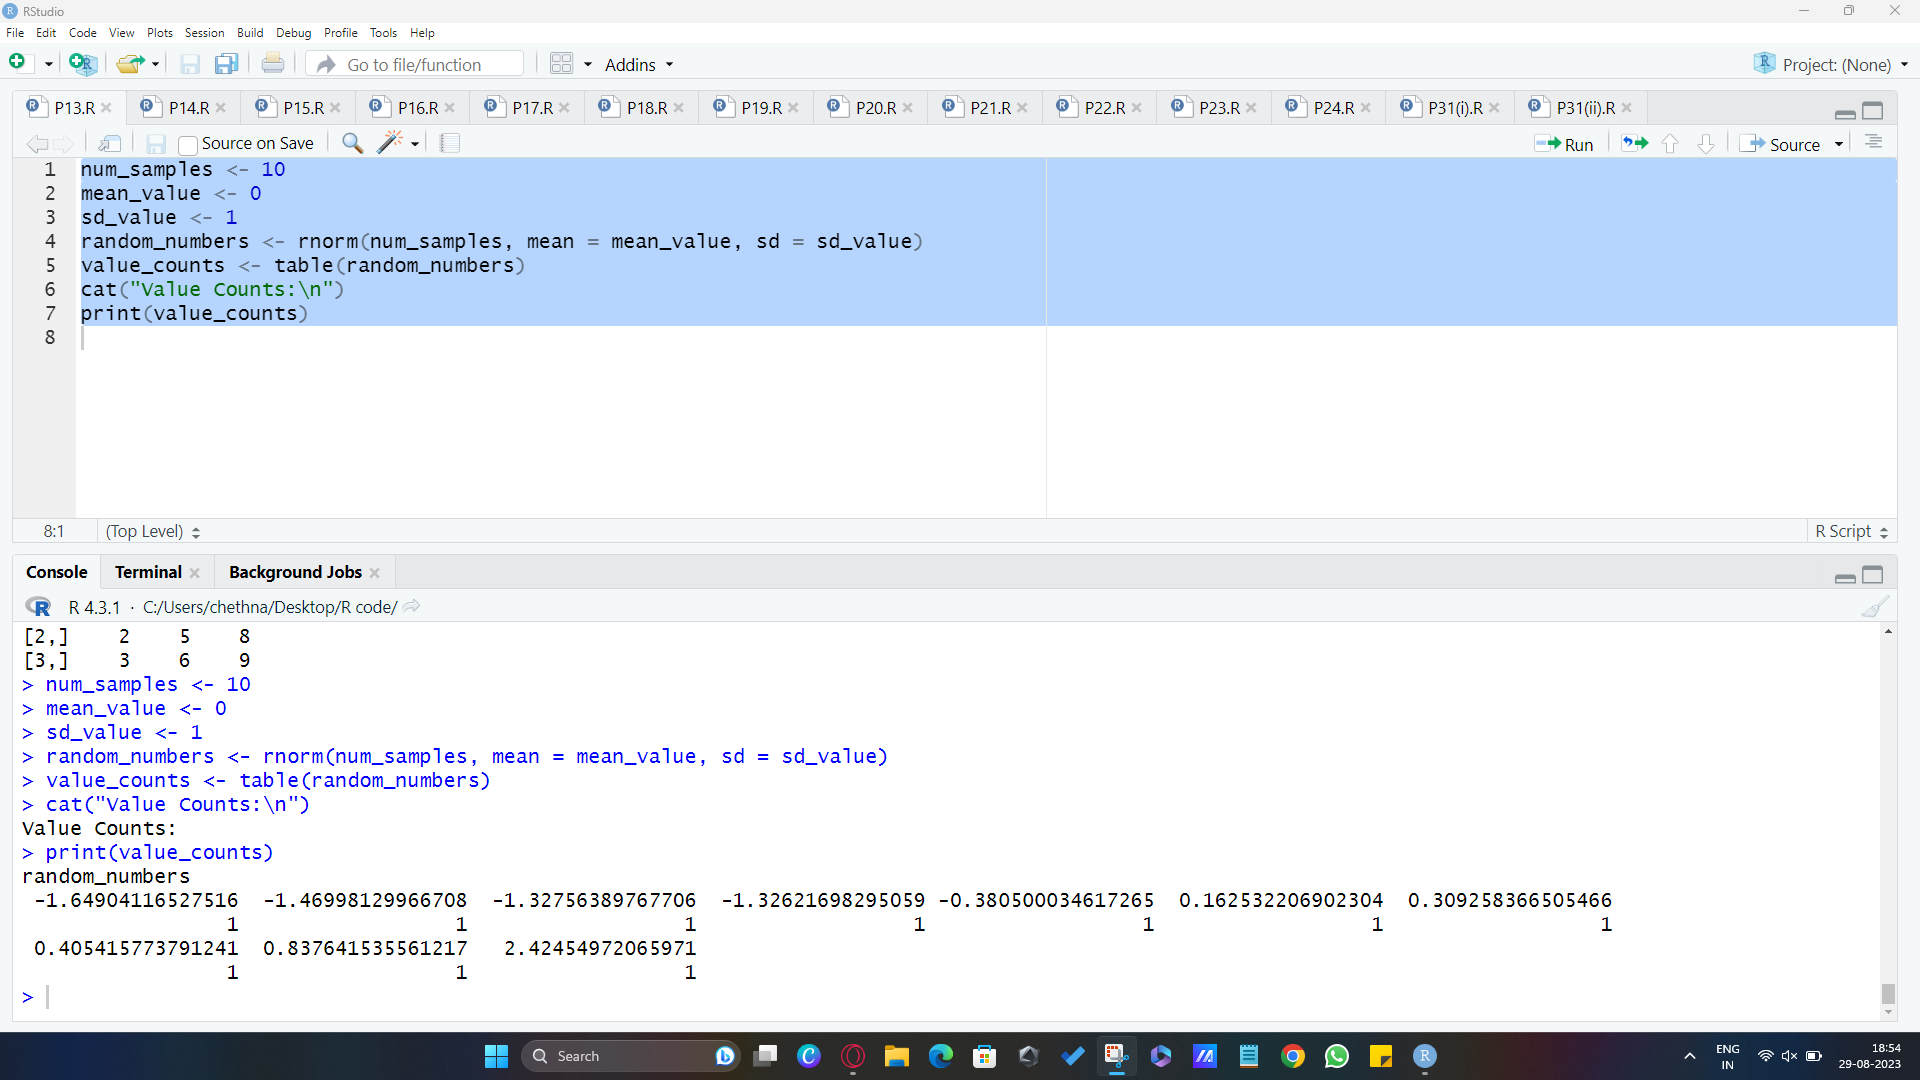 RStudio
File Edit Code View Plots Session Build Debug Profile Tools Help
Go to file/function Addins Project: (None)
P13.R P14.R P15.R P16.R P17.R P18.R P19.R P20.R P21.R P22.R P23.R P24.R P31(i).R P31(ii).R
Source on Save Run Source
1 num_samples <- 10
2 mean_value <- 0
3 sd_value <- 1
4 random_numbers <- rnorm(num_samples, mean = mean_value, sd = sd_value)
5 value_counts <- table(random_numbers)
6 cat("Value Counts:\n")
7 print(value_counts)
8
8:1 (Top Level) R Script
Console Terminal Background Jobs
R 4.3.1 · C:/Users/chethna/Desktop/R code/
[2,] 2 5 8
[3,] 3 6 9
> num_samples <- 10
> mean_value <- 0
> sd_value <- 1
> random_numbers <- rnorm(num_samples, mean = mean_value, sd = sd_value)
> value_counts <- table(random_numbers)
> cat("Value Counts:\n")
Value Counts:
> print(value_counts)
random_numbers
-1.64904116527516 -1.46998129966708 -1.32756389767706 -1.32621698295059 -0.380500034617265 0.162532206902304 0.309258366505466
1 1 1 1 1 1 1
0.405415773791241 0.837641535561217 2.42454972065971
1 1 1
>
Search ENG 18:54
IN 29-08-2023